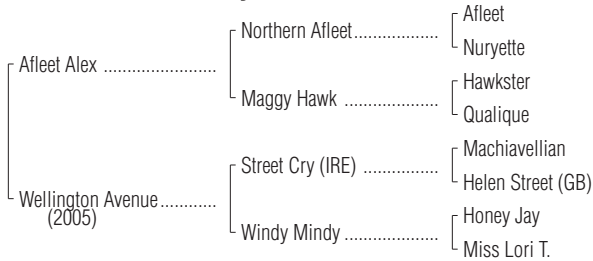 Afleet
Northern Afleet
Nuryette
Afleet Alex
Hawkster
Maggy Hawk
Qualique
Machiavellian
Street Cry (IRE)
Helen Street (GB)
Wellington Avenue
(2005)
Honey Jay
Windy Mindy
Miss Lori T.